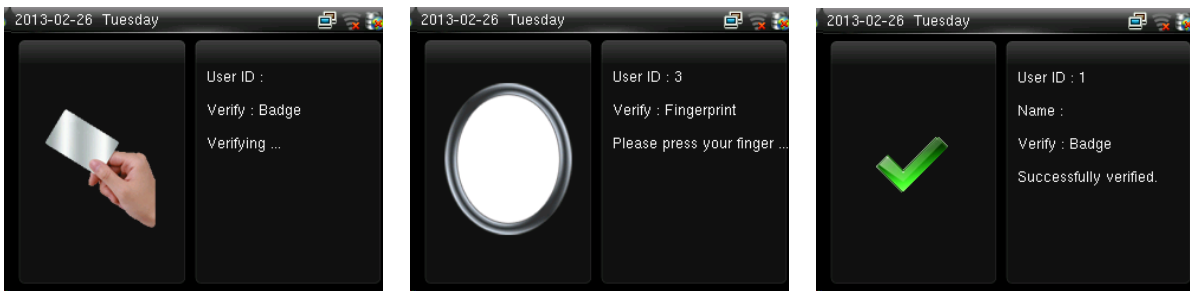 2013-02-26 Tuesday
User ID :
Verify : Badge
Verifying ...
2013-02-26 Tuesday
User ID : 3
Verify : Fingerprint
Please press your finger ...
2013-02-26 Tuesday
User ID : 1
Name :
Verify : Badge
Successfully verified.